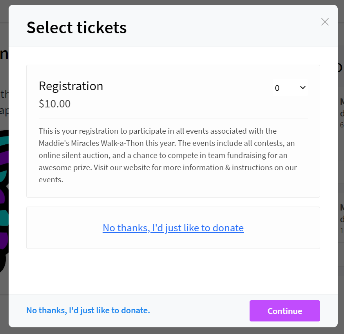 Select tickets
Registration
0
$10.00
This is your registration to participate in all events associated with the
Maddie's Miracles Walk-a-Thon this year. The events include all contests, an
online silent auction, and a chance to compete in team fundraising for an
awesome prize. Visit our website for more information & instructions on our
events.
No thanks, I'd just like to donate
No thanks, I'd just like to donate.
Continue